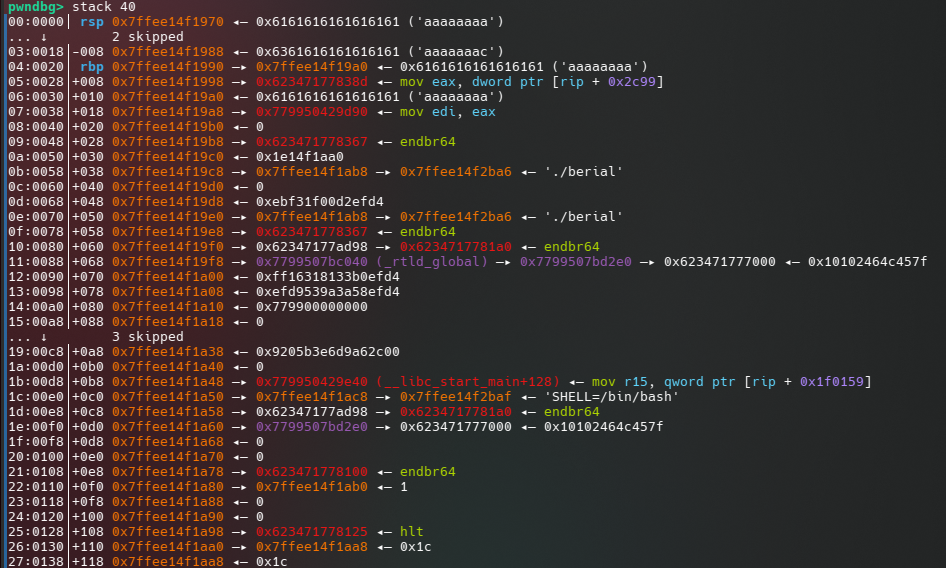 pwndbg> stack 40
00:0000│ rsp 0x7ffee14f1970 ◂— 0x6161616161616161 ('aaaaaaaa')
... ↓ 2 skipped
03:0018│-008 0x7ffee14f1988 ◂— 0x6361616161616161 ('aaaaaaac')
04:0020│ rbp 0x7ffee14f1990 —▸ 0x7ffee14f19a0 ◂— 0x6161616161616161 ('aaaaaaaa')
05:0028│+008 0x7ffee14f1998 —▸ 0x62347177838d ◂— mov eax, dword ptr [rip + 0x2c99]
06:0030│+010 0x7ffee14f19a0 ◂— 0x6161616161616161 ('aaaaaaaa')
07:0038│+018 0x7ffee14f19a8 —▸ 0x779950429d90 ◂— mov edi, eax
08:0040│+020 0x7ffee14f19b0 ◂— 0
09:0048│+028 0x7ffee14f19b8 —▸ 0x623471778367 ◂— endbr64
0a:0050│+030 0x7ffee14f19c0 ◂— 0x1e14f1aa0
0b:0058│+038 0x7ffee14f19c8 —▸ 0x7ffee14f1ab8 —▸ 0x7ffee14f2ba6 ◂— './berial'
0c:0060│+040 0x7ffee14f19d0 ◂— 0
0d:0068│+048 0x7ffee14f19d8 ◂— 0xebf31f00d2efd4
0e:0070│+050 0x7ffee14f19e0 —▸ 0x7ffee14f1ab8 —▸ 0x7ffee14f2ba6 ◂— './berial'
0f:0078│+058 0x7ffee14f19e8 —▸ 0x623471778367 ◂— endbr64
10:0080│+060 0x7ffee14f19f0 —▸ 0x62347177ad98 —▸ 0x6234717781a0 ◂— endbr64
11:0088│+068 0x7ffee14f19f8 —▸ 0x7799507bc040 (_rtld_global) —▸ 0x7799507bd2e0 —▸ 0x623471777000 ◂— 0x10102464c457f
12:0090│+070 0x7ffee14f1a00 ◂— 0xff16318133b0efd4
13:0098│+078 0x7ffee14f1a08 ◂— 0xefd9539a3a58efd4
14:00a0│+080 0x7ffee14f1a10 ◂— 0x779900000000
15:00a8│+088 0x7ffee14f1a18 ◂— 0
... ↓ 3 skipped
19:00c8│+0a8 0x7ffee14f1a38 ◂— 0x9205b3e6d9a62c00
1a:00d0│+0b0 0x7ffee14f1a40 ◂— 0
1b:00d8│+0b8 0x7ffee14f1a48 —▸ 0x779950429e40 (__libc_start_main+128) ◂— mov r15, qword ptr [rip + 0x1f0159]
1c:00e0│+0c0 0x7ffee14f1a50 —▸ 0x7ffee14f1ac8 —▸ 0x7ffee14f2baf ◂— 'SHELL=/bin/bash'
1d:00e8│+0c8 0x7ffee14f1a58 —▸ 0x62347177ad98 —▸ 0x6234717781a0 ◂— endbr64
1e:00f0│+0d0 0x7ffee14f1a60 —▸ 0x7799507bd2e0 —▸ 0x623471777000 ◂— 0x10102464c457f
1f:00f8│+0d8 0x7ffee14f1a68 ◂— 0
20:0100│+0e0 0x7ffee14f1a70 ◂— 0
21:0108│+0e8 0x7ffee14f1a78 —▸ 0x623471778100 ◂— endbr64
22:0110│+0f0 0x7ffee14f1a80 —▸ 0x7ffee14f1ab0 ◂— 1
23:0118│+0f8 0x7ffee14f1a88 ◂— 0
24:0120│+100 0x7ffee14f1a90 ◂— 0
25:0128│+108 0x7ffee14f1a98 —▸ 0x623471778125 ◂— hlt
26:0130│+110 0x7ffee14f1aa0 —▸ 0x7ffee14f1aa8 ◂— 0x1c
27:0138│+118 0x7ffee14f1aa8 ◂— 0x1c